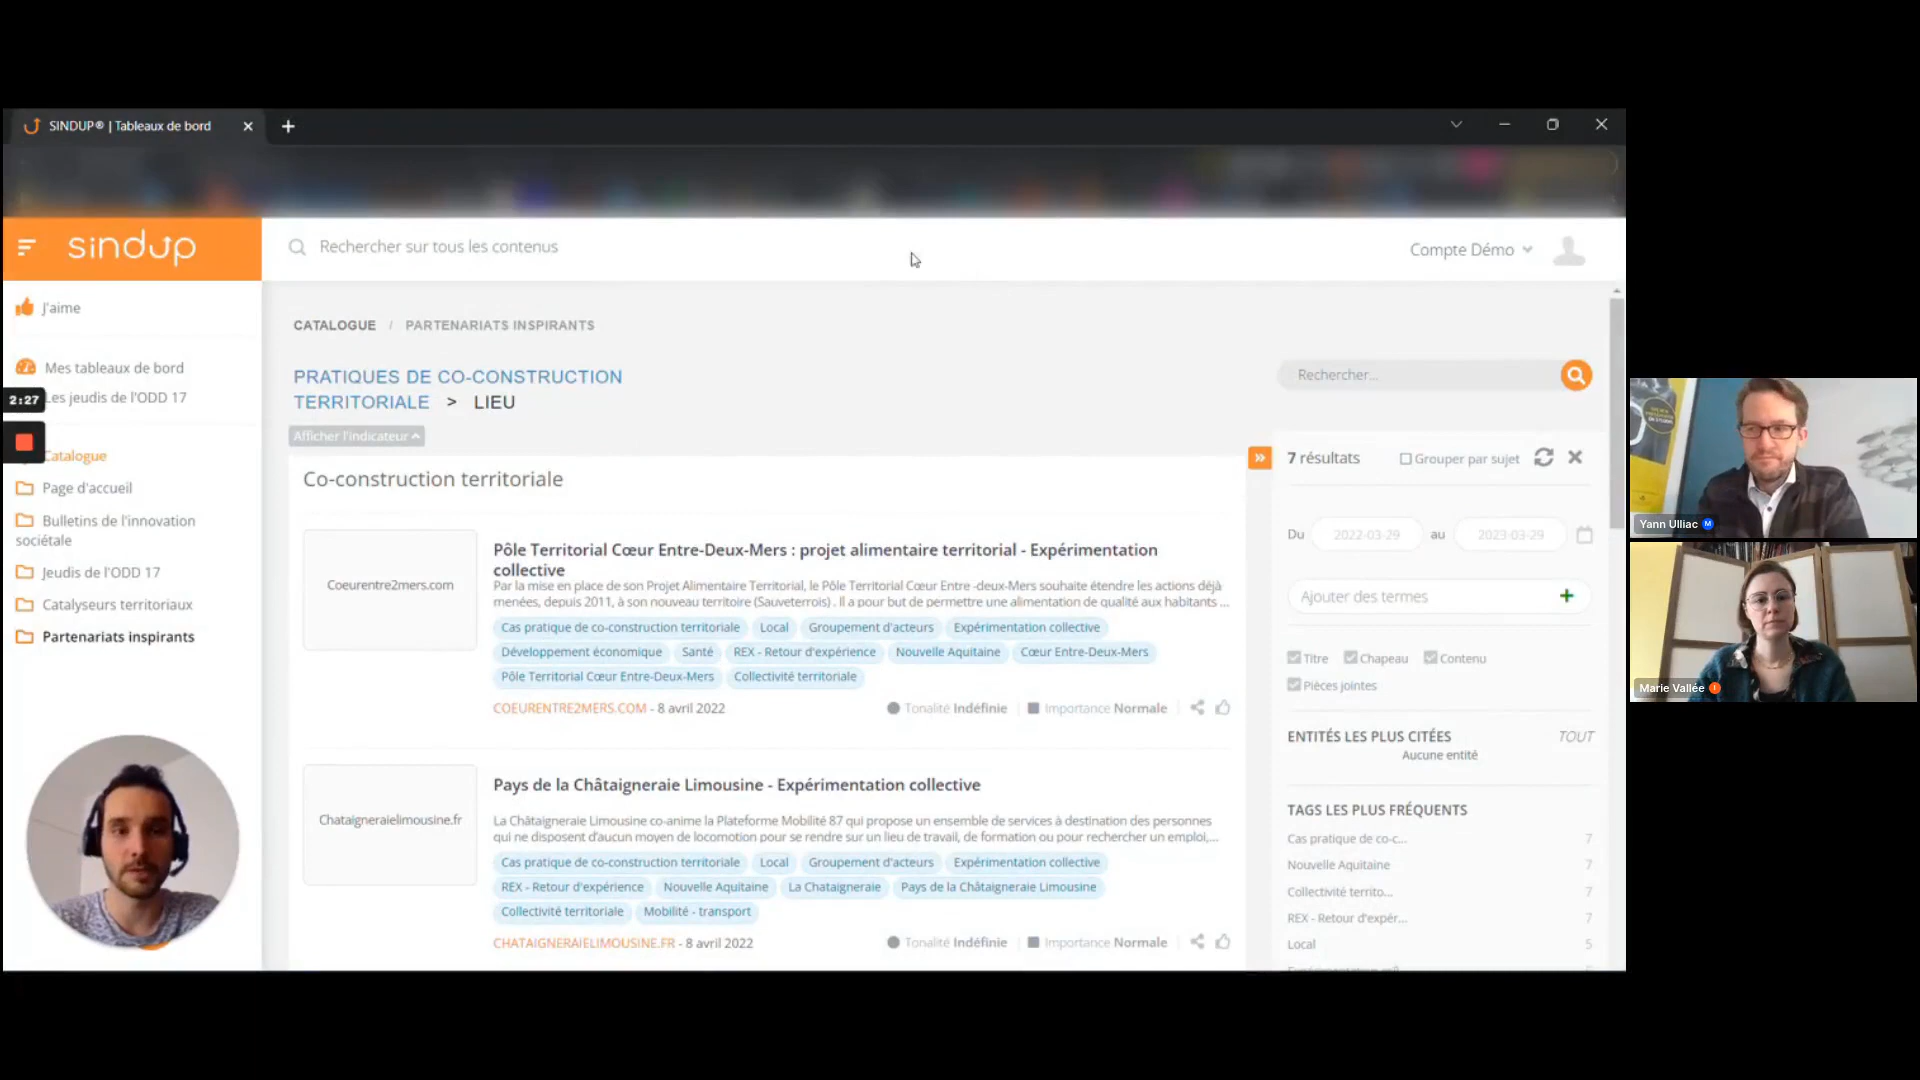 SINDUP® | Tableaux de bord
sindup
Rechercher sur tous les contenus
Compte Démo
J'aime
Mes tableaux de bord
Les jeudis de l'ODD 17
2:27
Catalogue
Page d'accueil
Bulletins de l'innovation
sociétale
Jeudis de l'ODD 17
Catalyseurs territoriaux
Partenariats inspirants
CATALOGUE / PARTENARIATS INSPIRANTS
PRATIQUES DE CO-CONSTRUCTION
TERRITORIALE > LIEU
Afficher l'indicateur
Co-construction territoriale
Coeurentre2mers.com
Pôle Territorial Cœur Entre-Deux-Mers : projet alimentaire territorial - Expérimentation
collective
Par la mise en place de son Projet Alimentaire Territorial, le Pôle Territorial Cœur Entre -deux-Mers souhaite étendre les actions déjà
menées, depuis 2011, à son nouveau territoire (Sauveterrois) . Il a pour but de permettre une alimentation de qualité aux habitants ...
Cas pratique de co-construction territoriale Local Groupement d'acteurs Expérimentation collective
Développement économique Santé REX - Retour d'expérience Nouvelle Aquitaine Cœur Entre-Deux-Mers
Pôle Territorial Cœur Entre-Deux-Mers Collectivité territoriale
COEURENTRE2MERS.COM - 8 avril 2022 Tonalité Indéfinie Importance Normale
Chataigneraielimousine.fr
Pays de la Châtaigneraie Limousine - Expérimentation collective
La Châtaigneraie Limousine co-anime la Plateforme Mobilité 87 qui propose un ensemble de services à destination des personnes
qui ne disposent d'aucun moyen de locomotion pour se rendre sur un lieu de travail, de formation ou pour rechercher un emploi,...
Cas pratique de co-construction territoriale Local Groupement d'acteurs Expérimentation collective
REX - Retour d'expérience Nouvelle Aquitaine La Chataigneraie Pays de la Châtaigneraie Limousine
Collectivité territoriale Mobilité - transport
CHATAIGNERAIELIMOUSINE.FR - 8 avril 2022 Tonalité Indéfinie Importance Normale
Rechercher...
7 résultats Grouper par sujet
Du 2022-03-29 au 2023-03-29
Ajouter des termes
Titre Chapeau Contenu
Pièces jointes
ENTITÉS LES PLUS CITÉES TOUT
Aucune entité
TAGS LES PLUS FRÉQUENTS
Cas pratique de co-c... 7
Nouvelle Aquitaine 7
Collectivité territo... 7
REX - Retour d'expér... 7
Local 5
Yann Ulliac
Marie Vallée